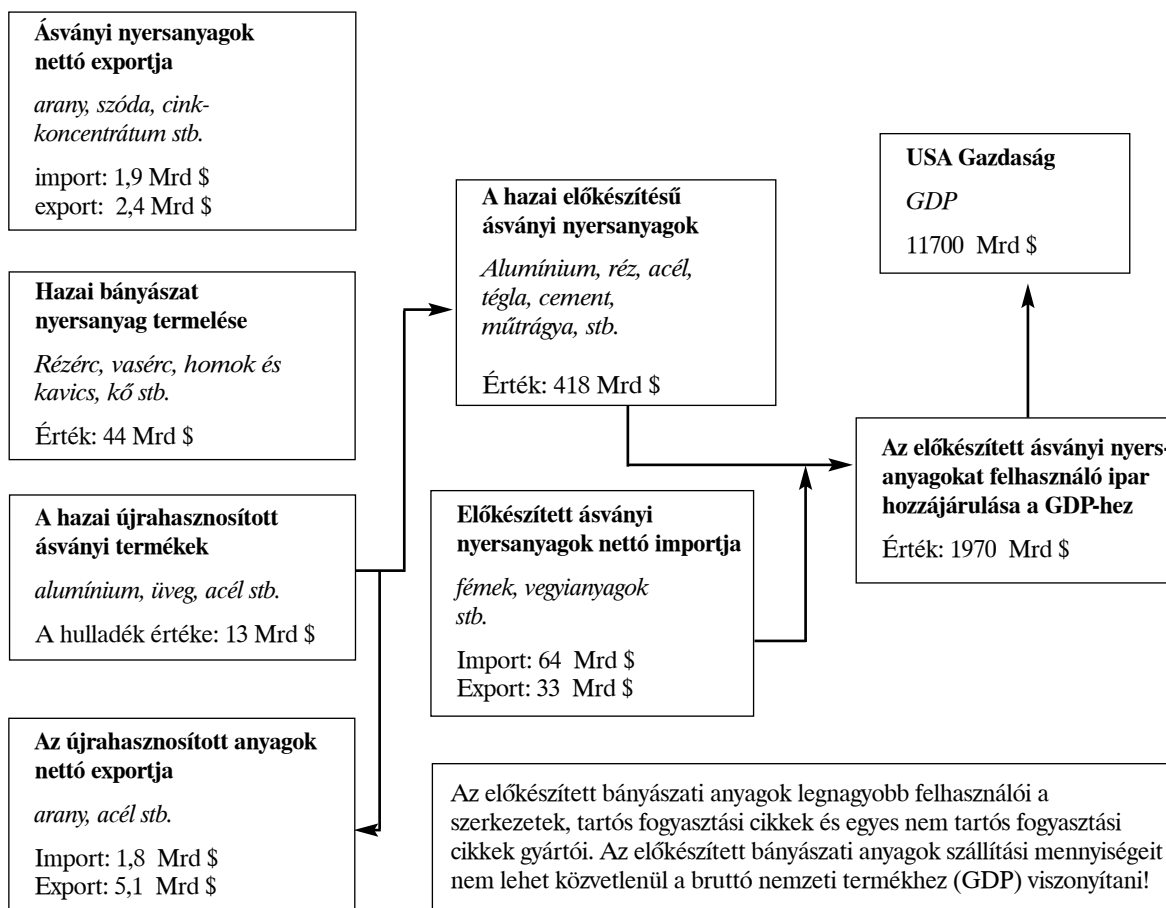 Ásványi nyersanyagok
nettó exportja
arany, szóda, cink-
koncentrátum stb.
import: 1,9 Mrd $
export: 2,4 Mrd $
Hazai bányászat
nyersanyag termelése
Rézérc, vasérc, homok és
kavics, kő stb.
Érték: 44 Mrd $
A hazai újrahasznosított
ásványi termékek
alumínium, üveg, acél stb.
A hulladék értéke: 13 Mrd $
Az újrahasznosított anyagok
nettó exportja
arany, acél stb.
Import: 1,8 Mrd $
Export: 5,1 Mrd $
A hazai előkészítésű
ásványi nyersanyagok
Alumínium, réz, acél,
tégla, cement,
műtrágya, stb.
Érték: 418 Mrd $
Előkészített ásványi
nyersanyagok nettó importja
fémek, vegyianyagok
stb.
Import: 64 Mrd $
Export: 33 Mrd $
USA Gazdaság
GDP
11700 Mrd $
Az előkészített ásványi nyers-
anyagokat felhasználó ipar
hozzájárulása a GDP-hez
Érték: 1970 Mrd $
Az előkészített bányászati anyagok legnagyobb felhasználói a
szerkezetek, tartós fogyasztási cikkek és egyes nem tartós fogyasztási
cikkek gyártói. Az előkészített bányászati anyagok szállítási mennyiségeit
nem lehet közvetlenül a bruttó nemzeti termékhez (GDP) viszonyítani!